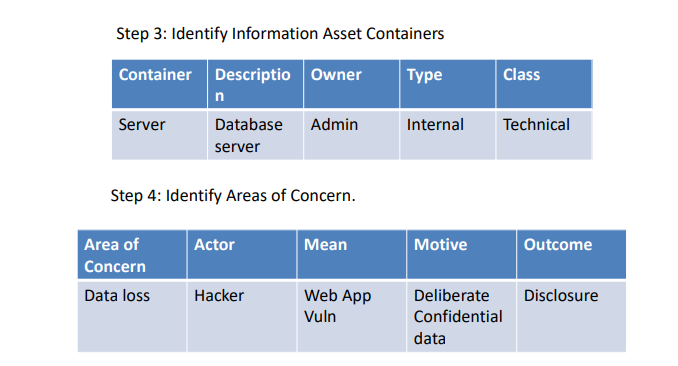 Step 3: Identify Information Asset Containers
Container Descriptio Owner Type Class
n
Server Database Admin Internal Technical
server
Step 4: Identify Areas of Concern.
Area of Actor Mean Motive Outcome
Concern
Data loss Hacker Web App Deliberate Disclosure
Vuln Confidential
data